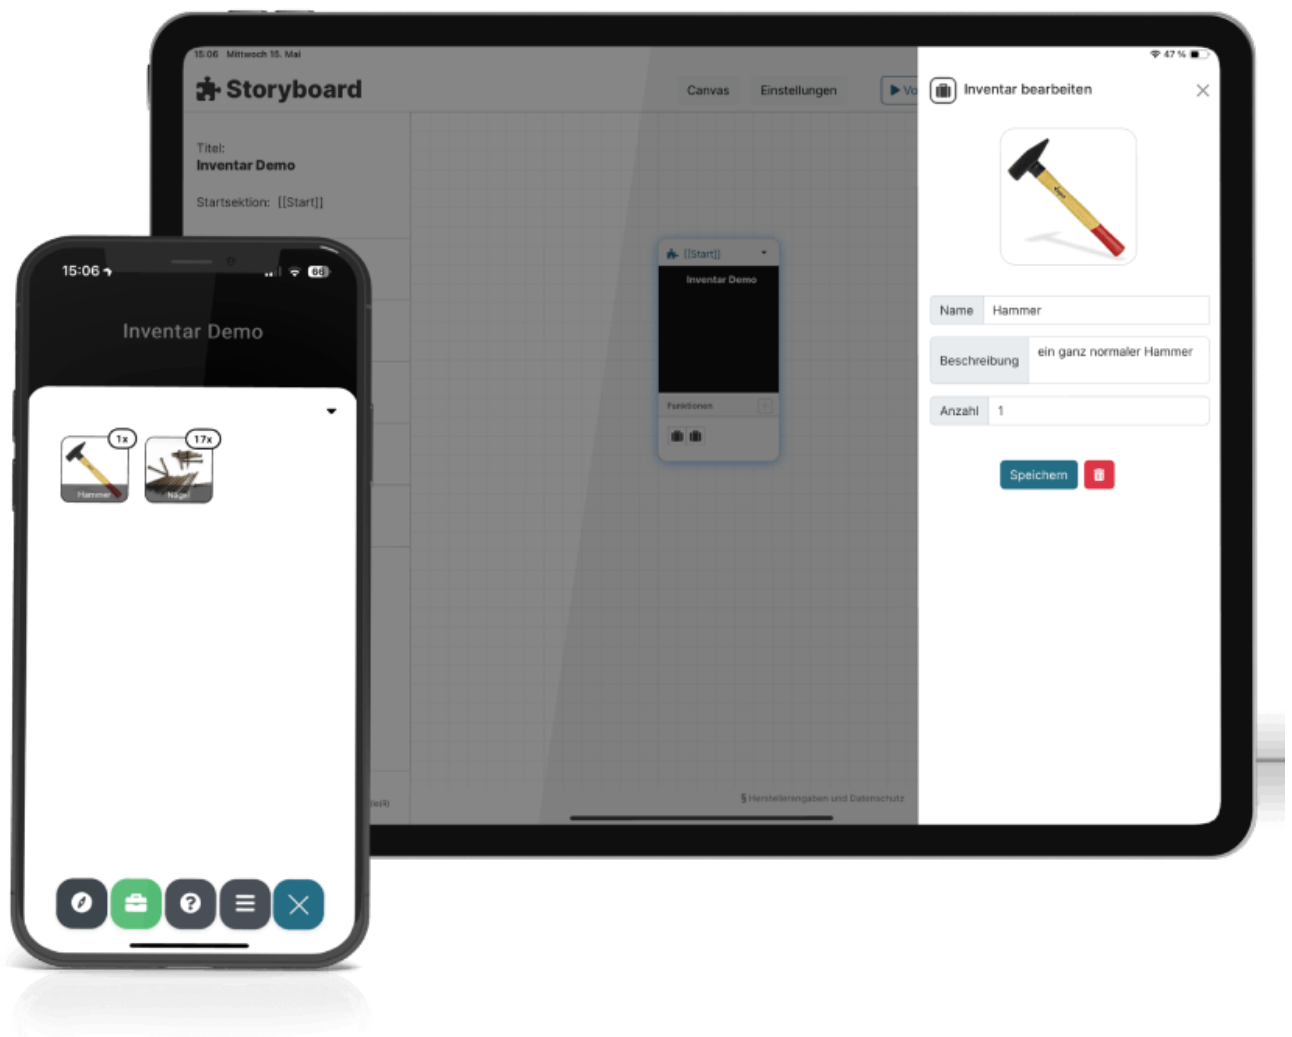 15:06 Mittwoch 15. Mai
47 %
Storyboard
Canvas
Einstellungen
Vo
Titel:
Inventar Demo
Startsektion: [[Start]]
[[Start]]
Inventar Demo
Funktionen
§ Herstellerangaben und Datenschutz
Inventar bearbeiten
Name Hammer
Beschreibung ein ganz normaler Hammer
Anzahl 1
Speichern
15:06
66
Inventar Demo
1x
17x
Hammer
Nägel